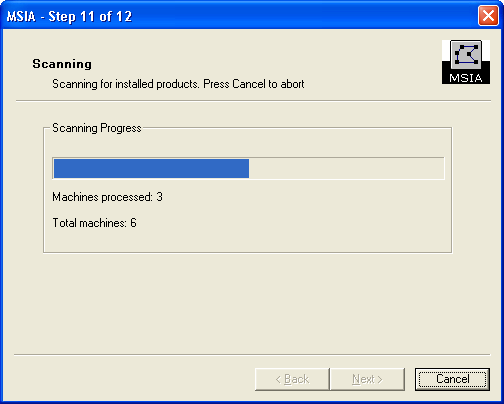 MSIA - Step 11 of 12
Scanning
Scanning for installed products. Press Cancel to abort
MSIA
Scanning Progress
Machines processed: 3
Total machines: 6
< Back
Next >
Cancel